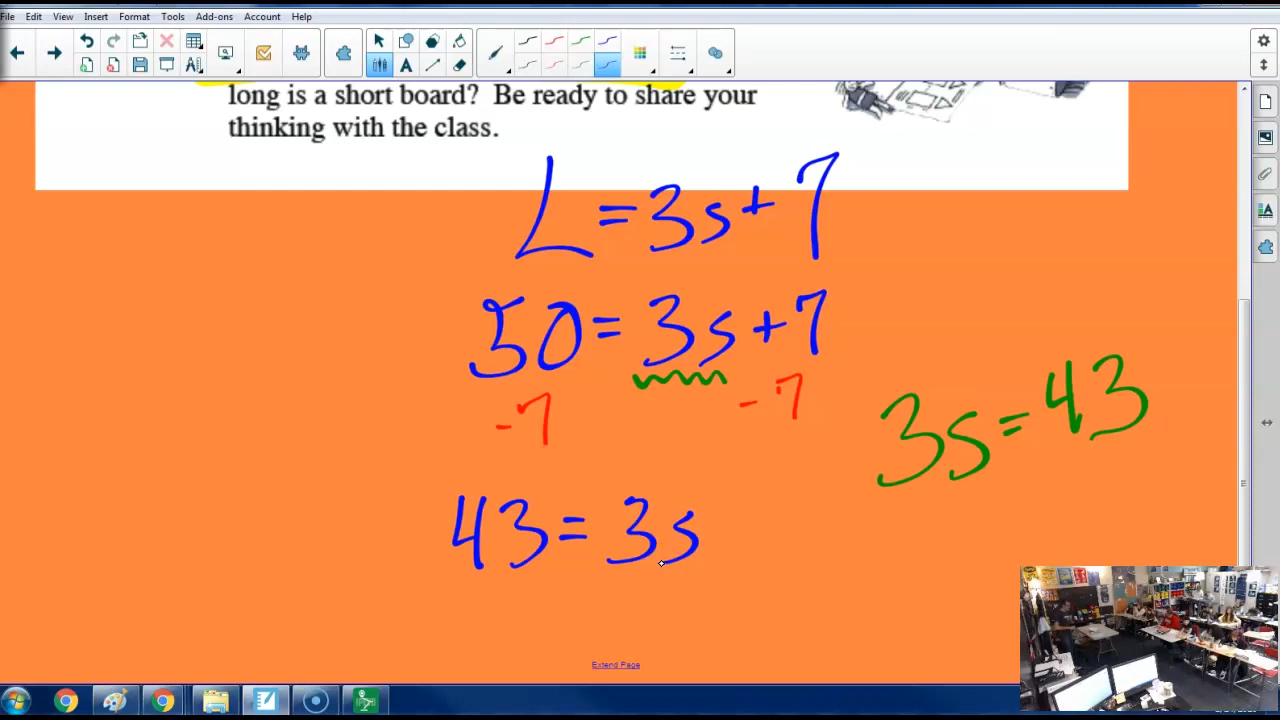 File Edit View Insert Format Tools Add-ons Account Help
long is a short board? Be ready to share your
thinking with the class.
L = 3s + 7
50 = 3s + 7
-7 -7
3s = 43
43 = 3s
Extend Page